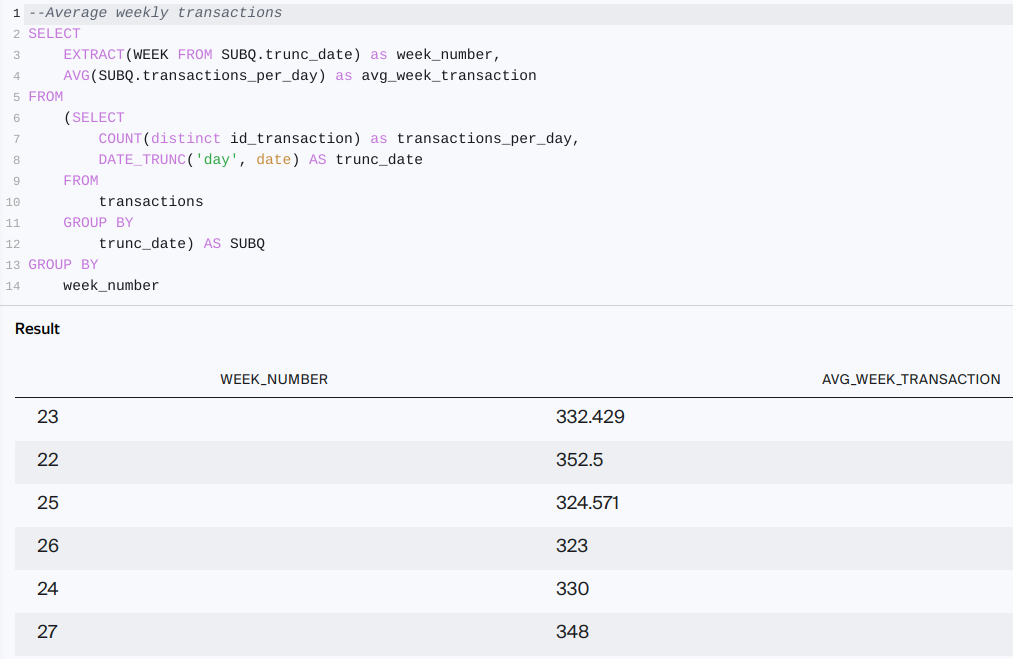 1 --Average weekly transactions
2 SELECT
3 EXTRACT(WEEK FROM SUBQ.trunc_date) as week_number,
4 AVG(SUBQ.transactions_per_day) as avg_week_transaction
5 FROM
6 (SELECT
7 COUNT(distinct id_transaction) as transactions_per_day,
8 DATE_TRUNC('day', date) AS trunc_date
9 FROM
10 transactions
11 GROUP BY
12 trunc_date) AS SUBQ
13 GROUP BY
14 week_number
Result
WEEK_NUMBER AVG_WEEK_TRANSACTION
23 332.429
22 352.5
25 324.571
26 323
24 330
27 348